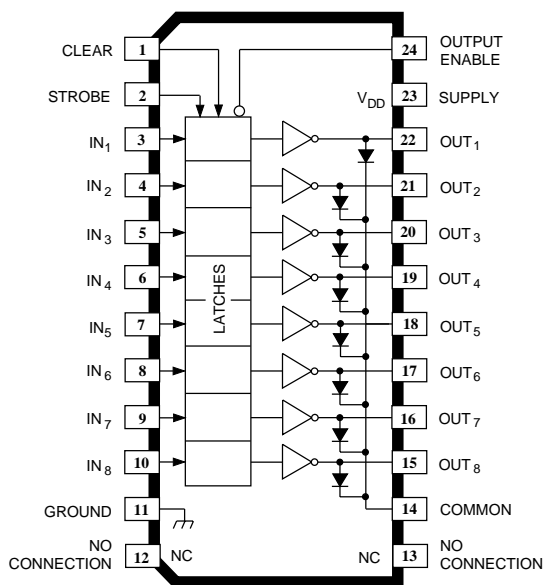 CLEAR 1 24 OUTPUT ENABLE
STROBE 2 V_DD 23 SUPPLY
IN1 3 22 OUT1
IN2 4 21 OUT2
IN3 5 20 OUT3
IN4 6 19 OUT4
LATCHES
IN5 7 18 OUT5
IN6 8 17 OUT6
IN7 9 16 OUT7
IN8 10 15 OUT8
GROUND 11 14 COMMON
NO CONNECTION 12 NC NC 13 NO CONNECTION